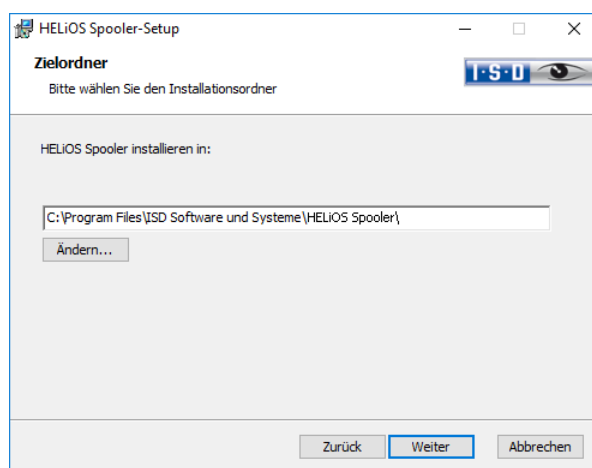 HELiOS Spooler-Setup
Zielordner
Bitte wählen Sie den Installationsordner
I·S·D
HELiOS Spooler installieren in:
C:\Program Files\ISD Software und Systeme\HELiOS Spooler\
Ändern...
Zurück
Weiter
Abbrechen